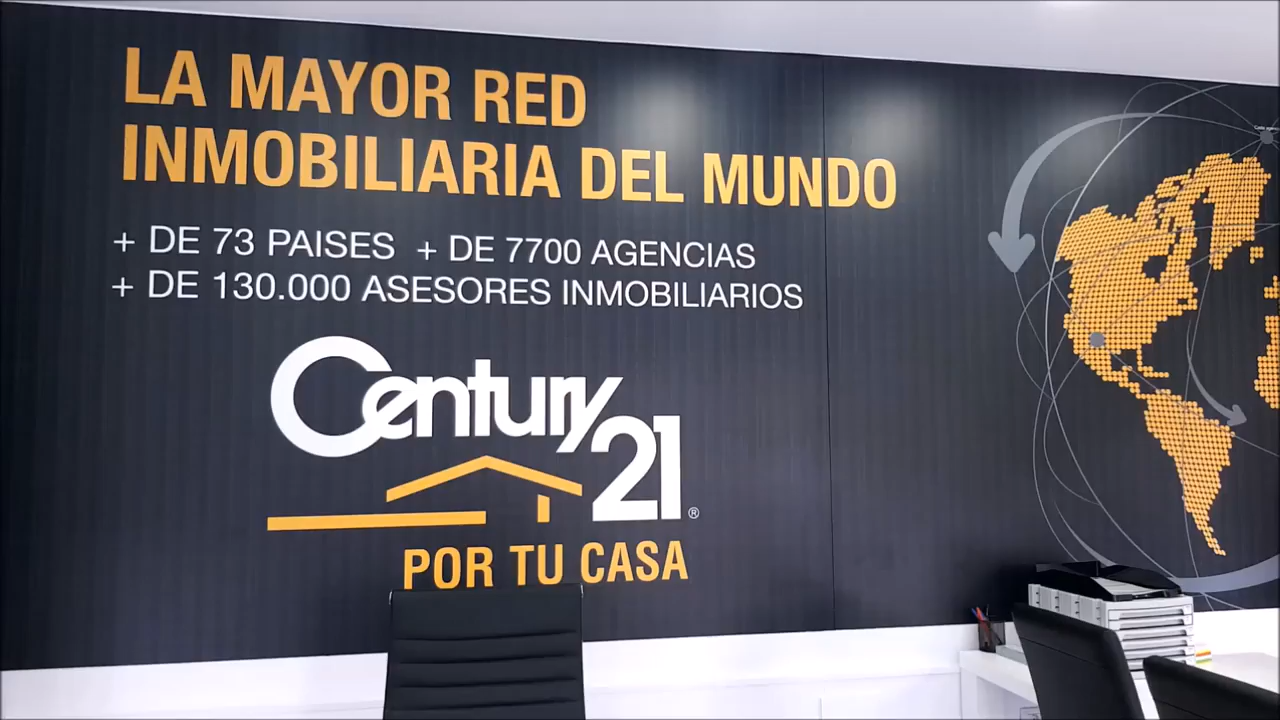 LA MAYOR RED
INMOBILIARIA DEL MUNDO
+ DE 73 PAISES + DE 7700 AGENCIAS
+ DE 130.000 ASESORES INMOBILIARIOS
Century
21®
POR TU CASA